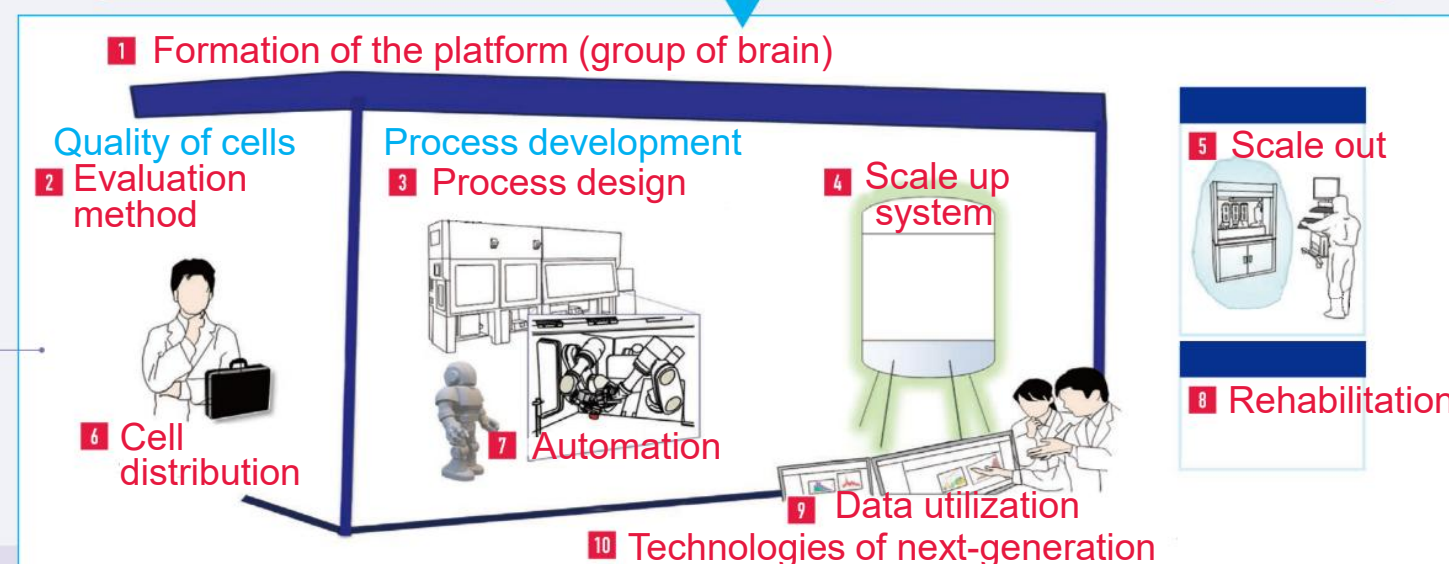 1 Formation of the platform (group of brain)
Quality of cells
2 Evaluation
method
Process development
3 Process design
4 Scale up
system
5 Scale out
6 Cell
distribution
7 Automation
8 Rehabilitation
9 Data utilization
10 Technologies of next-generation